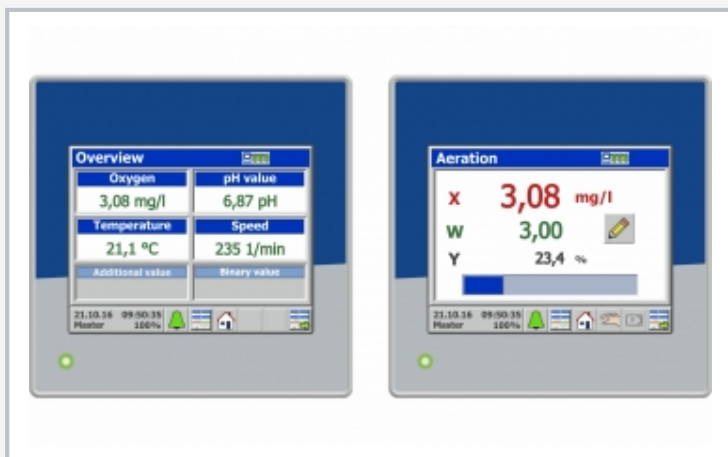 Overview
Oxygen
pH value
3,08 mg/l
6,87 pH
Temperature
Speed
21,1 °C
235 1/min
Additional value
Binary value
21.10.16 09:50:35
Master 100%
Aeration
X 3,08 mg/l
W 3,00
Y 23,4 %
21.10.16 09:50:35
Master 100%